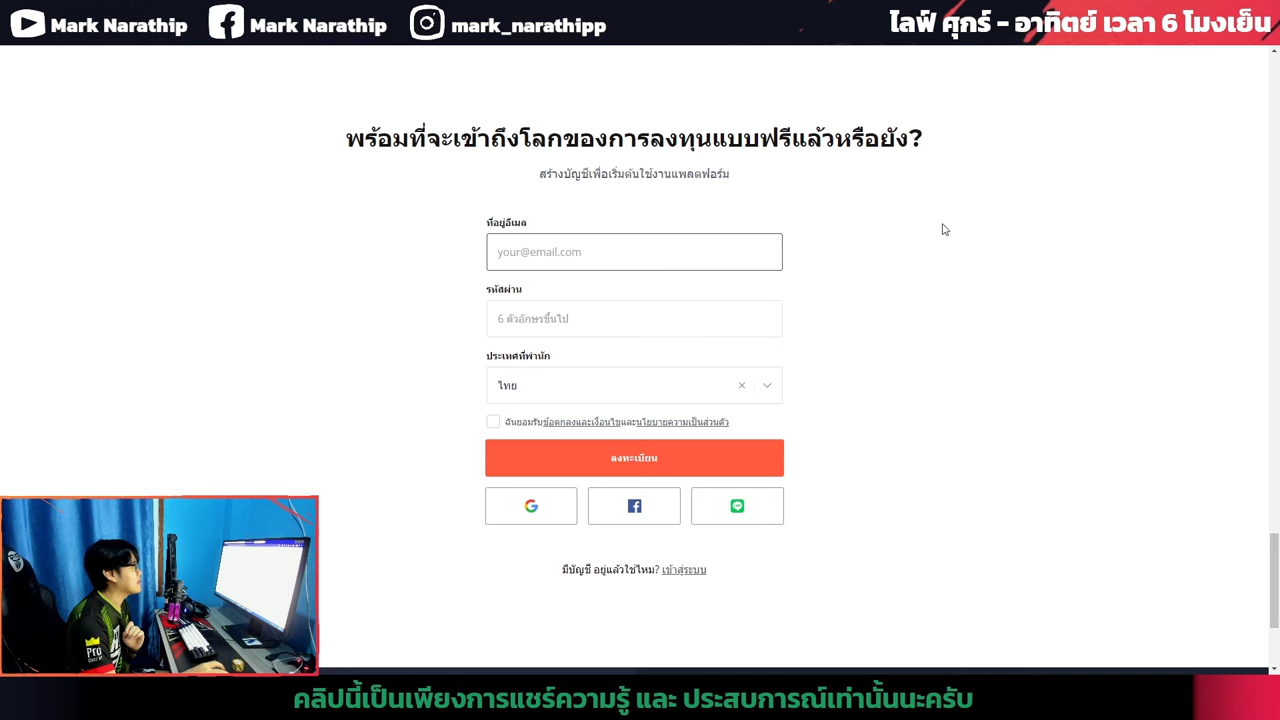 Mark Narathip
Mark Narathip
mark_narathipp
ไลฟ์ ศุกร์ - อาทิตย์ เวลา 6 โมงเย็น
พร้อมที่จะเข้าถึงโลกของการลงทุนแบบฟรีแล้วหรือยัง?
สร้างบัญชีเพื่อเริ่มต้นใช้งานแพลตฟอร์ม
ที่อยู่อีเมล
your@email.com
รหัสผ่าน
6 ตัวอักษรขึ้นไป
ประเทศที่พำนัก
ไทย
ฉันยอมรับข้อตกลงและเงื่อนไขและนโยบายความเป็นส่วนตัว
ลงทะเบียน
มีบัญชี อยู่แล้วใช่ไหม? เข้าสู่ระบบ
Pro
คลิปนี้เป็นเพียงการแชร์ความรู้ และ ประสบการณ์เท่านั้นนะครับ